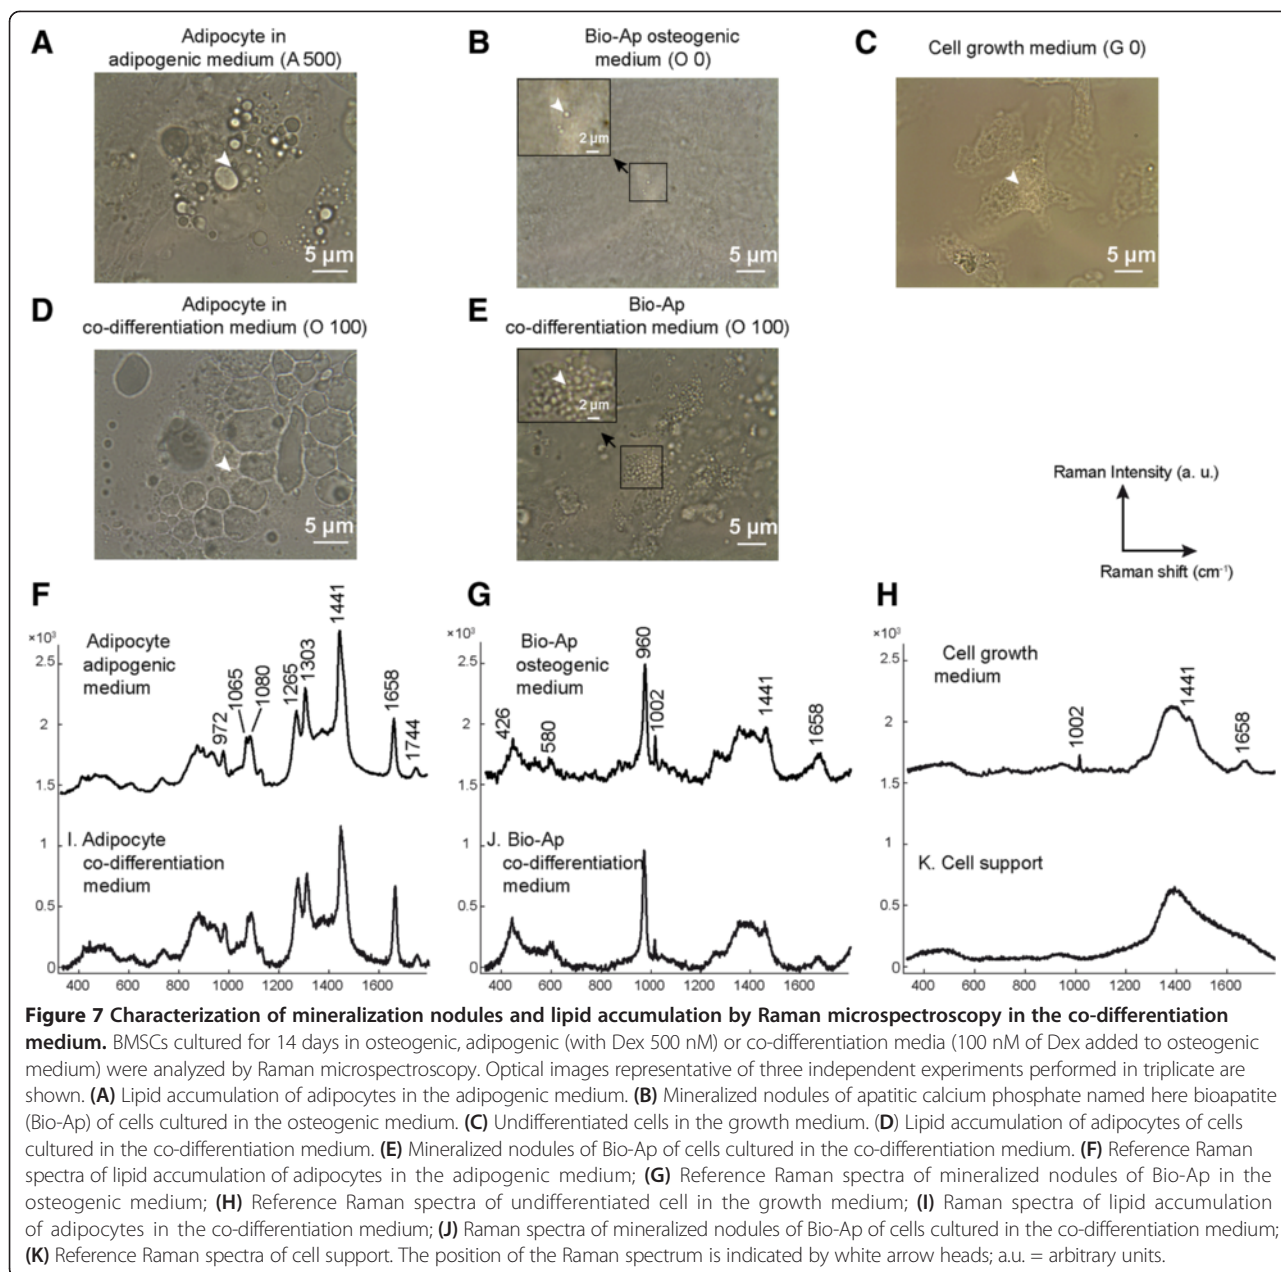 A
Adipocyte in
adipogenic medium (A 500)
5 µm
B
Bio-Ap osteogenic
medium (O 0)
2 µm
5 µm
C
Cell growth medium (G 0)
5 µm
D
Adipocyte in
co-differentiation medium (O 100)
5 µm
E
Bio-Ap
co-differentiation medium (O 100)
2 µm
5 µm
Raman Intensity (a. u.)
Raman shift (cm⁻¹)
F
×10³
Adipocyte
adipogenic
medium
972
1065
1080
1265
1303
1441
1658
1744
2.5
2
1.5
1
0.5
0
I. Adipocyte
co-differentiation
medium
400 600 800 1000 1200 1400 1600
G
×10³
Bio-Ap
osteogenic
medium
426
580
960
1002
1441
1658
2.5
2
1.5
1
0.5
0
J. Bio-Ap
co-differentiation
medium
400 600 800 1000 1200 1400 1600
H
×10³
Cell growth
medium
1002
1441
1658
2.5
2
1.5
1
0.5
0
K. Cell support
400 600 800 1000 1200 1400 1600
Figure 7 Characterization of mineralization nodules and lipid accumulation by Raman microspectroscopy in the co-differentiation
medium. BMSCs cultured for 14 days in osteogenic, adipogenic (with Dex 500 nM) or co-differentiation media (100 nM of Dex added to osteogenic
medium) were analyzed by Raman microspectroscopy. Optical images representative of three independent experiments performed in triplicate are
shown. (A) Lipid accumulation of adipocytes in the adipogenic medium. (B) Mineralized nodules of apatitic calcium phosphate named here bioapatite
(Bio-Ap) of cells cultured in the osteogenic medium. (C) Undifferentiated cells in the growth medium. (D) Lipid accumulation of adipocytes of cells
cultured in the co-differentiation medium. (E) Mineralized nodules of Bio-Ap of cells cultured in the co-differentiation medium. (F) Reference Raman
spectra of lipid accumulation of adipocytes in the adipogenic medium; (G) Reference Raman spectra of mineralized nodules of Bio-Ap in the
osteogenic medium; (H) Reference Raman spectra of undifferentiated cell in the growth medium; (I) Raman spectra of lipid accumulation
of adipocytes in the co-differentiation medium; (J) Raman spectra of mineralized nodules of Bio-Ap of cells cultured in the co-differentiation medium;
(K) Reference Raman spectra of cell support. The position of the Raman spectrum is indicated by white arrow heads; a.u. = arbitrary units.